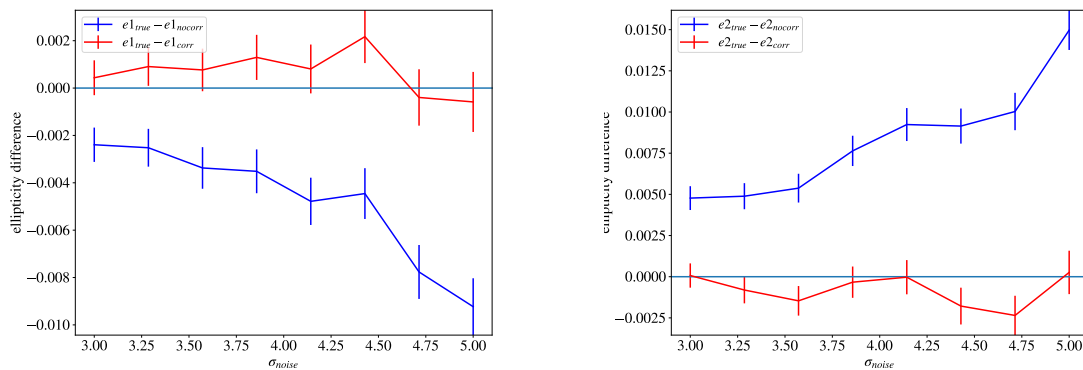 e1_true − e1_nocorr
e1_true − e1_corr
0.002
0.000
−0.002
−0.004
−0.006
−0.008
−0.010
ellipticity difference
3.00 3.25 3.50 3.75 4.00 4.25 4.50 4.75 5.00
σ_noise
e2_true − e2_nocorr
e2_true − e2_corr
0.0150
0.0125
0.0100
0.0075
0.0050
0.0025
0.0000
−0.0025
ellipticity difference
3.00 3.25 3.50 3.75 4.00 4.25 4.50 4.75 5.00
σ_noise